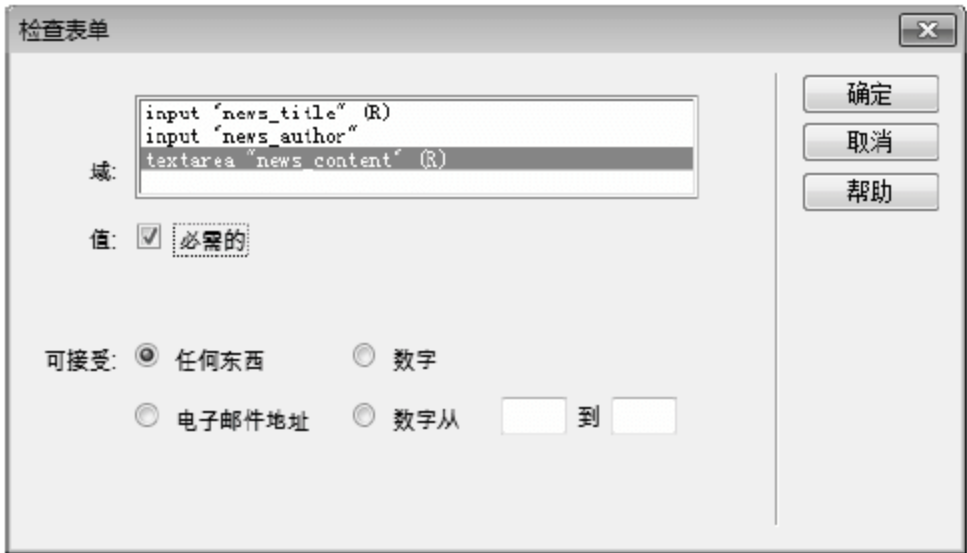 检查表单
域:
input "news_title" (R)
input "news_author"
textarea "news_content" (R)
值: 必需的
可接受: 任何东西 数字
电子邮件地址 数字从 到
确定
取消
帮助